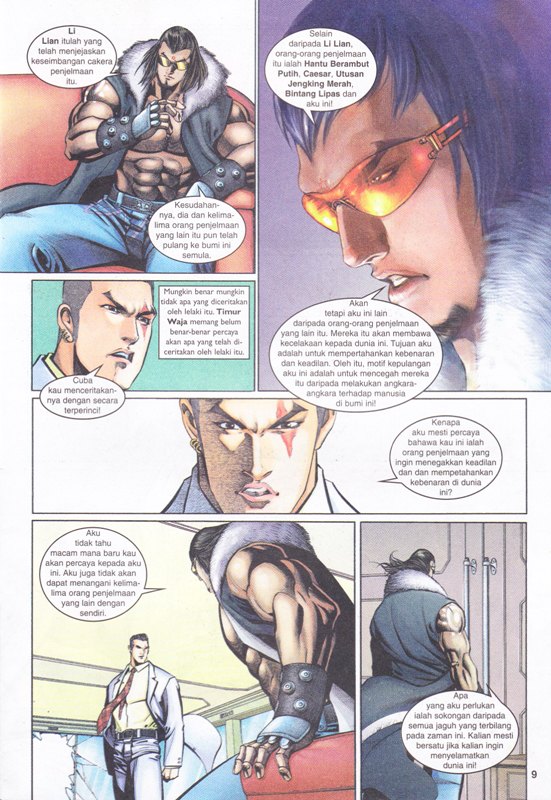 Li
Lian itulah yang
telah menjejaskan
keseimbangan cakera
penjelmaan
itu.
Selain
daripada Li Lian,
orang-orang penjelmaan
itu ialah Hantu Berambut
Putih, Caesar, Utusan
Jengking Merah,
Bintang Lipas dan
aku ini!
Kesudahan-
nya, dia dan kelima-
lima orang penjelmaan
yang lain itu pun telah
pulang ke bumi ini
semula.
Akan
tetapi aku ini lain
daripada orang-orang penjelmaan
yang lain itu. Mereka itu akan membawa
kecelakaan kepada dunia ini. Tujuan aku
adalah untuk mempertahankan kebenaran
dan keadilan. Oleh itu, motif kepulangan
aku ini adalah untuk mencegah mereka
itu daripada melakukan angkara-
angkara terhadap manusia
di bumi ini!
Mungkin benar mungkin
tidak apa yang diceritakan
oleh lelaki itu. Timur
Waja memang belum
benar-benar percaya
akan apa yang telah di-
ceritakan oleh lelaki itu.
Cuba
kau menceritakan-
nya dengan secara
terperinci!
Kenapa
aku mesti percaya
bahawa kau ini ialah
orang penjelmaan yang
ingin menegakkan keadilan
dan dan mempetahankan
kebenaran di dunia
ini?
Aku
tidak tahu
macam mana baru kau
akan percaya kepada aku
ini. Aku juga tidak akan
dapat menangani kelima-
lima orang penjelmaan
yang lain dengan
sendiri.
Apa
yang aku perlukan
ialah sokongan daripada
semua jaguh yang terbilang
pada zaman ini. Kalian mesti
bersatu jika kalian ingin
menyelamatkan
dunia ini!
9